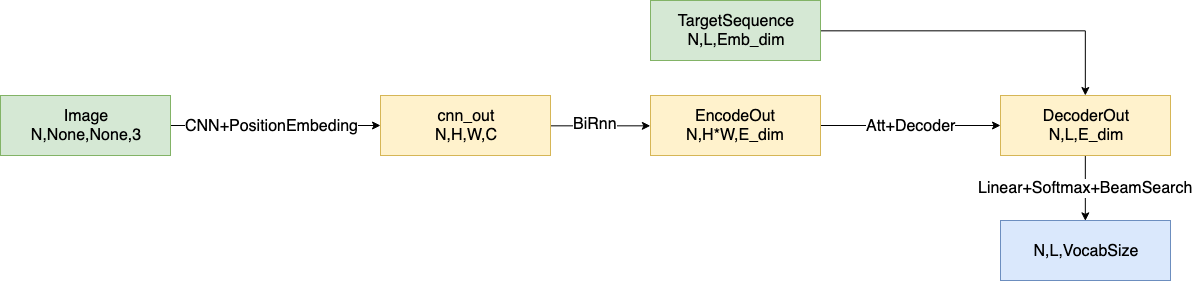 TargetSequence
N,L,Emb_dim
Image
N,None,None,3
CNN+PositionEmbeding
cnn_out
N,H,W,C
BiRnn
EncodeOut
N,H*W,E_dim
Att+Decoder
DecoderOut
N,L,E_dim
Linear+Softmax+BeamSearch
N,L,VocabSize